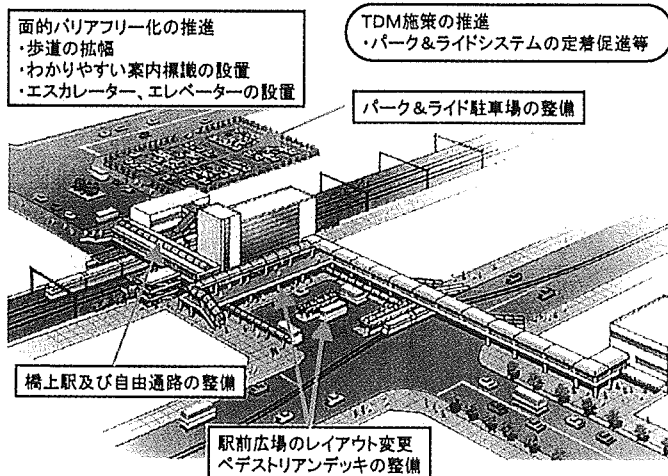 面的バリアフリー化の推進
・歩道の拡幅
・わかりやすい案内標識の設置
・エスカレーター、エレベーターの設置
TDM施策の推進
・パーク&ライドシステムの定着促進等
パーク&ライド駐車場の整備
橋上駅及び自由通路の整備
駅前広場のレイアウト変更
ペデストリアンデッキの整備